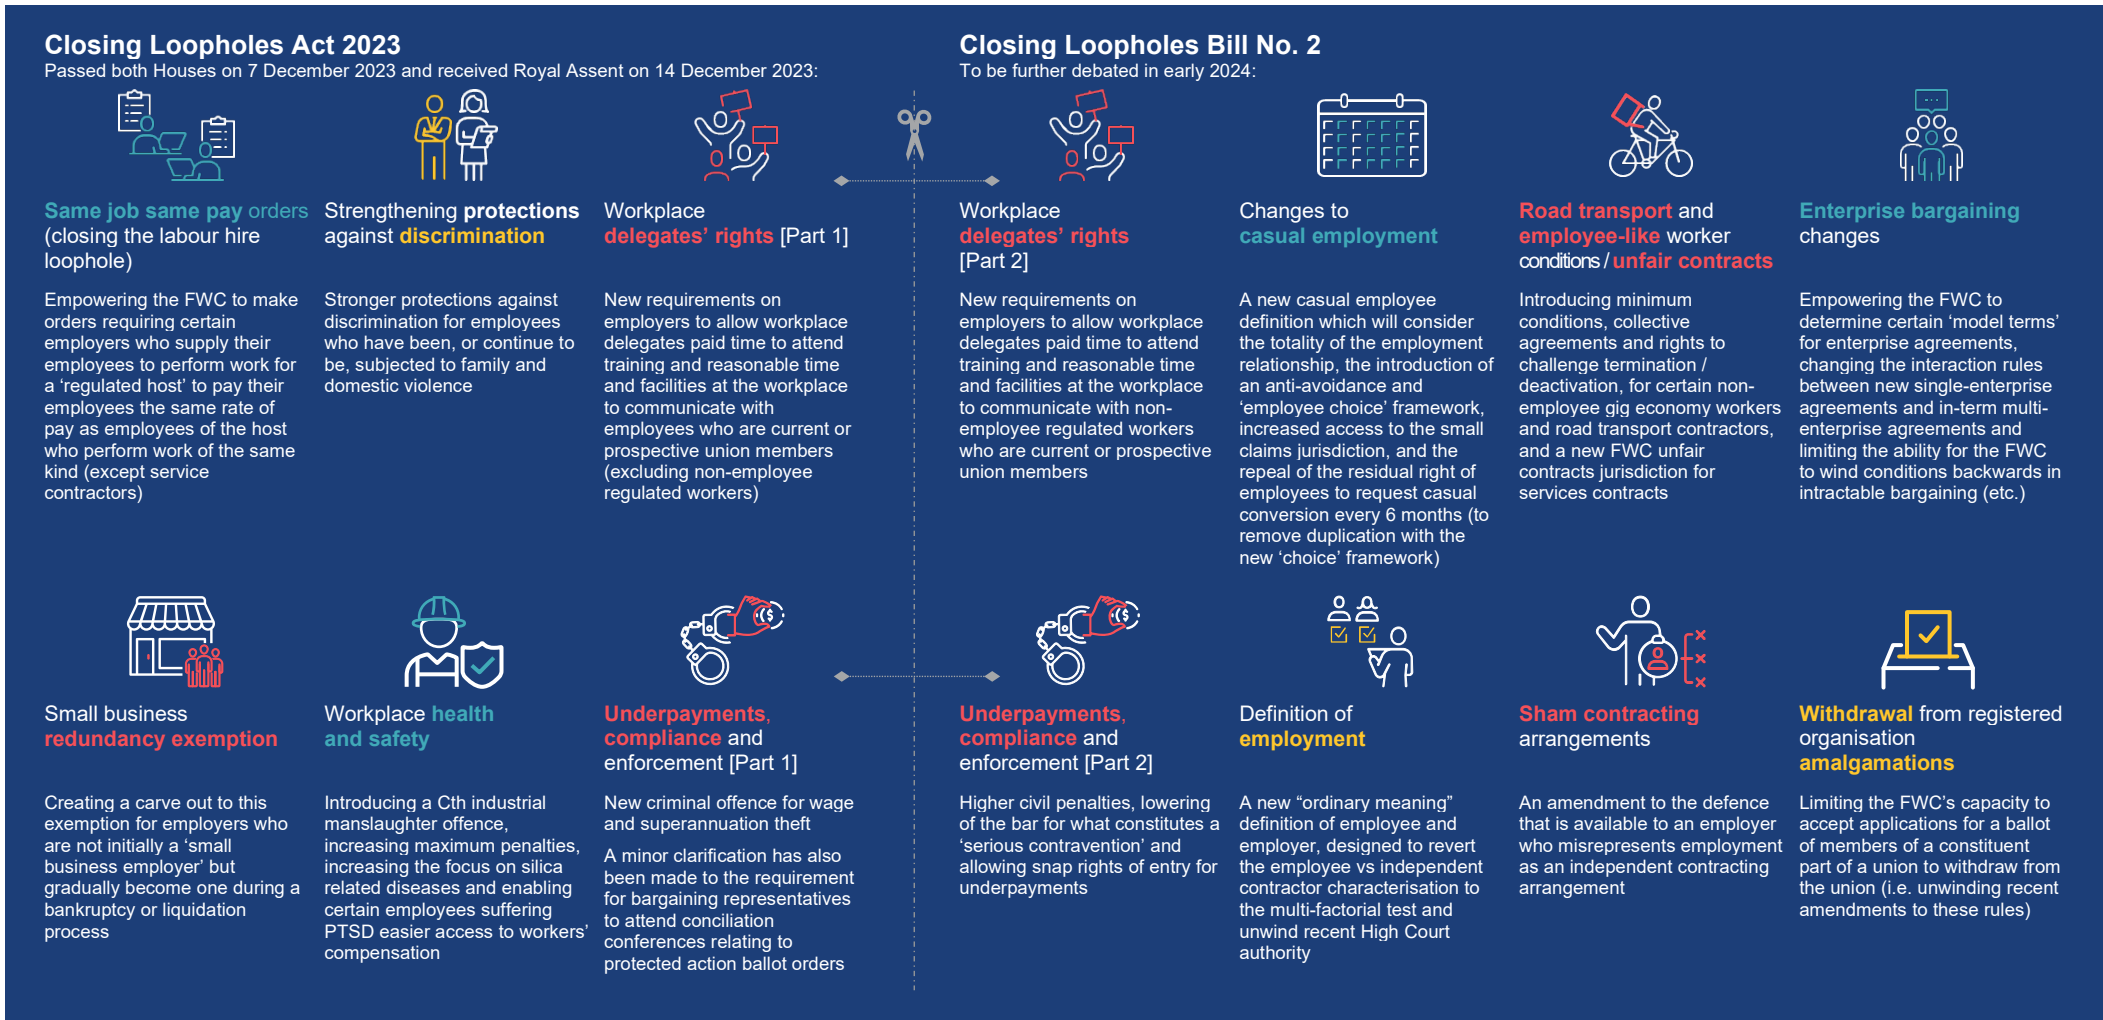 Closing Loopholes Act 2023
Passed both Houses on 7 December 2023 and received Royal Assent on 14 December 2023:
Same job same pay orders
(closing the labour hire
loophole)
Empowering the FWC to make
orders requiring certain
employers who supply their
employees to perform work for
a ‘regulated host’ to pay their
employees the same rate of
pay as employees of the host
who perform work of the same
kind (except service
contractors)
Strengthening protections
against discrimination
Stronger protections against
discrimination for employees
who have been, or continue to
be, subjected to family and
domestic violence
Workplace
delegates’ rights [Part 1]
New requirements on
employers to allow workplace
delegates paid time to attend
training and reasonable time
and facilities at the workplace
to communicate with
employees who are current or
prospective union members
(excluding non-employee
regulated workers)
Small business
redundancy exemption
Creating a carve out to this
exemption for employers who
are not initially a ‘small
business employer’ but
gradually become one during a
bankruptcy or liquidation
process
Workplace health
and safety
Introducing a Cth industrial
manslaughter offence,
increasing maximum penalties,
increasing the focus on silica
related diseases and enabling
certain employees suffering
PTSD easier access to workers’
compensation
Underpayments,
compliance and
enforcement [Part 1]
New criminal offence for wage
and superannuation theft
A minor clarification has also
been made to the requirement
for bargaining representatives
to attend conciliation
conferences relating to
protected action ballot orders
Closing Loopholes Bill No. 2
To be further debated in early 2024:
Workplace
delegates’ rights
[Part 2]
New requirements on
employers to allow workplace
delegates paid time to attend
training and reasonable time
and facilities at the workplace
to communicate with non-
employee regulated workers
who are current or prospective
union members
Changes to
casual employment
A new casual employee
definition which will consider
the totality of the employment
relationship, the introduction of
an anti-avoidance and
‘employee choice’ framework,
increased access to the small
claims jurisdiction, and the
repeal of the residual right of
employees to request casual
conversion every 6 months (to
remove duplication with the
new ‘choice’ framework)
Road transport and
employee-like worker
conditions / unfair contracts
Introducing minimum
conditions, collective
agreements and rights to
challenge termination /
deactivation, for certain non-
employee gig economy workers
and road transport contractors,
and a new FWC unfair
contracts jurisdiction for
services contracts
Enterprise bargaining
changes
Empowering the FWC to
determine certain ‘model terms’
for enterprise agreements,
changing the interaction rules
between new single-enterprise
agreements and in-term multi-
enterprise agreements and
limiting the ability for the FWC
to wind conditions backwards in
intractable bargaining (etc.)
Underpayments,
compliance and
enforcement [Part 2]
Higher civil penalties, lowering
of the bar for what constitutes a
‘serious contravention’ and
allowing snap rights of entry for
underpayments
Definition of
employment
A new “ordinary meaning”
definition of employee and
employer, designed to revert
the employee vs independent
contractor characterisation to
the multi-factorial test and
unwind recent High Court
authority
Sham contracting
arrangements
An amendment to the defence
that is available to an employer
who misrepresents employment
as an independent contracting
arrangement
Withdrawal from registered
organisation
amalgamations
Limiting the FWC’s capacity to
accept applications for a ballot
of members of a constituent
part of a union to withdraw from
the union (i.e. unwinding recent
amendments to these rules)